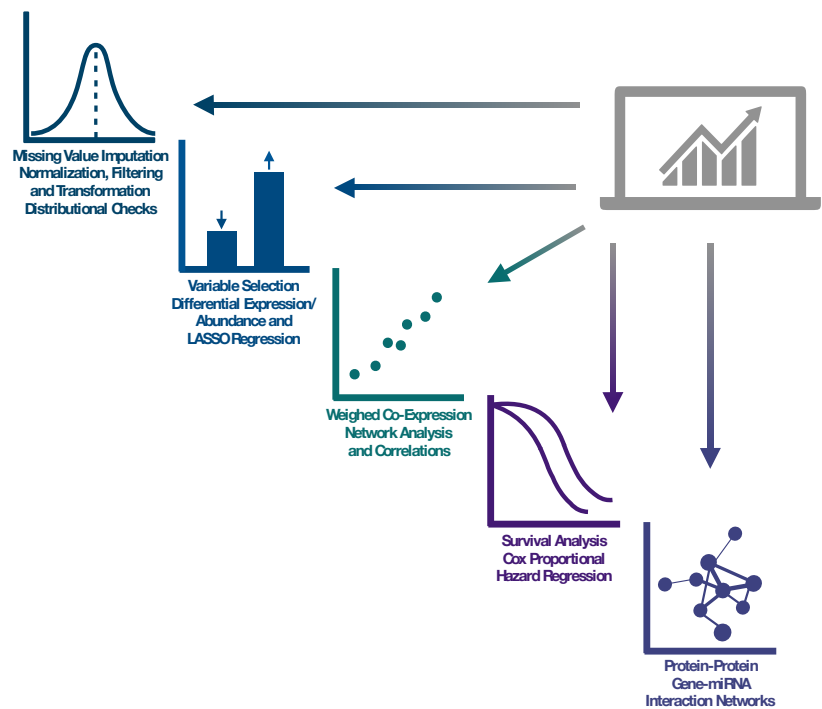 Missing Value Imputation
Normalization, Filtering
and Transformation
Distributional Checks
Variable Selection
Differential Expression/
Abundance and
LASSO Regression
Weighed Co-Expression
Network Analysis
and Correlations
Survival Analysis
Cox Proportional
Hazard Regression
Protein-Protein
Gene-miRNA
Interaction Networks